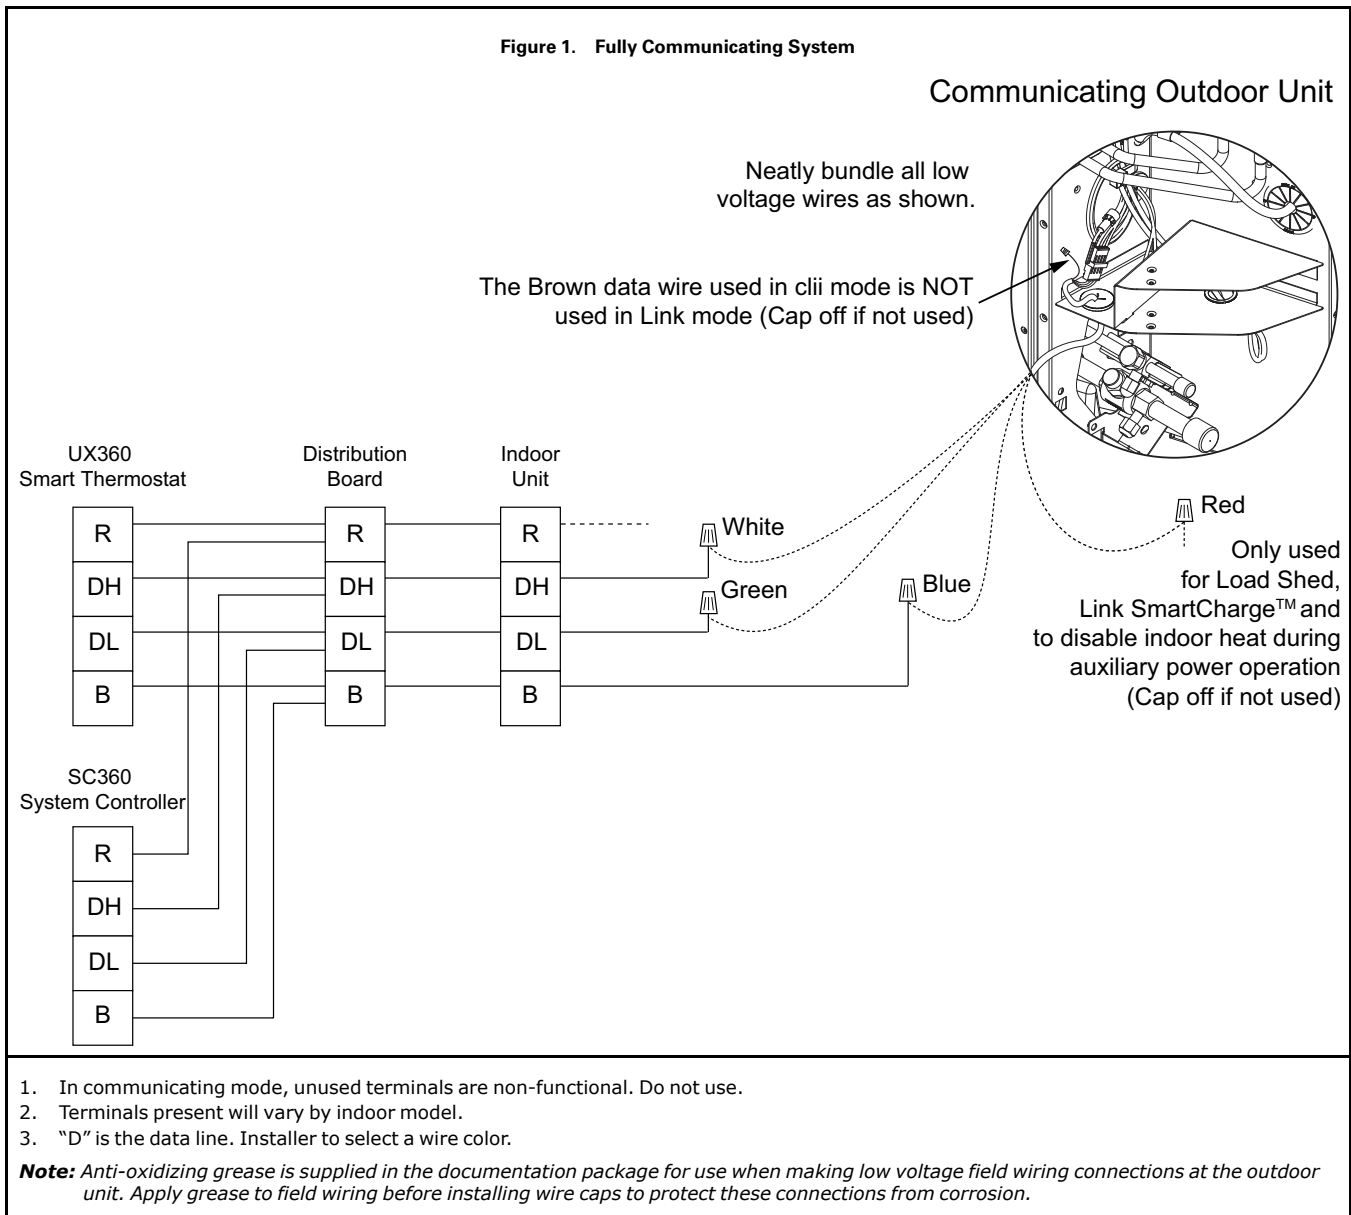 Figure 1. Fully Communicating System
Communicating Outdoor Unit
Neatly bundle all low
voltage wires as shown.
The Brown data wire used in clii mode is NOT
used in Link mode (Cap off if not used)
UX360
Smart Thermostat
Distribution
Board
Indoor
Unit
R
DH
DL
B
R
DH
DL
B
R
DH
DL
B
White
Green
Blue
Red
Only used
for Load Shed,
Link SmartCharge™ and
to disable indoor heat during
auxiliary power operation
(Cap off if not used)
SC360
System Controller
R
DH
DL
B
1. In communicating mode, unused terminals are non-functional. Do not use.
2. Terminals present will vary by indoor model.
3. “D” is the data line. Installer to select a wire color.
Note: Anti-oxidizing grease is supplied in the documentation package for use when making low voltage field wiring connections at the outdoor
unit. Apply grease to field wiring before installing wire caps to protect these connections from corrosion.